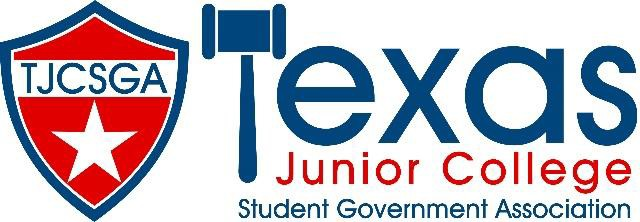 TJCSGA
Texas
Junior College
Student Government Association